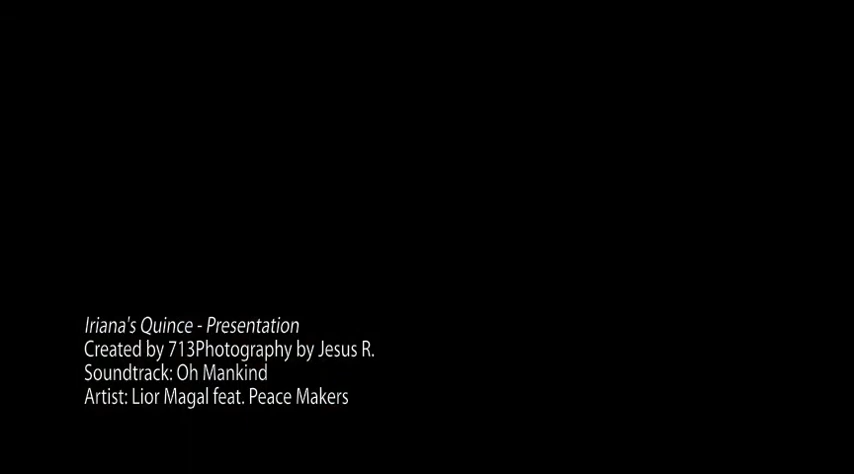 Iriana's Quince - Presentation
Created by 713Photography by Jesus R.
Soundtrack: Oh Mankind
Artist: Lior Magal feat. Peace Makers